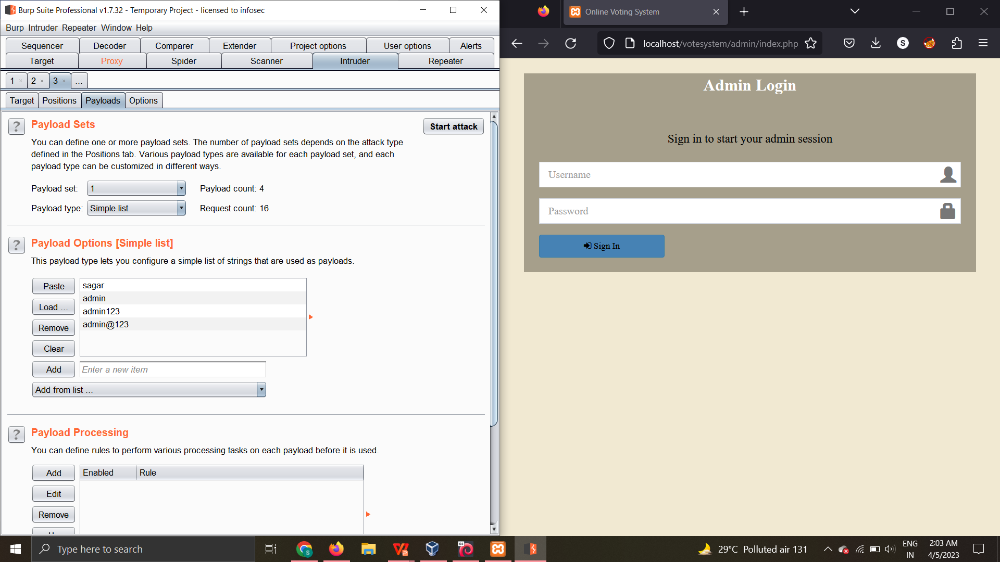 Burp Suite Professional v1.7.32 - Temporary Project - licensed to infosec
Burp Intruder Repeater Window Help
Sequencer Decoder Comparer Extender Project options User options Alerts
Target Proxy Spider Scanner Intruder Repeater
1 × 2 × 3 × ...
Target Positions Payloads Options
? Payload Sets
Start attack
You can define one or more payload sets. The number of payload sets depends on the attack type
defined in the Positions tab. Various payload types are available for each payload set, and each
payload type can be customized in different ways.
Payload set: 1 Payload count: 4
Payload type: Simple list Request count: 16
? Payload Options [Simple list]
This payload type lets you configure a simple list of strings that are used as payloads.
Paste
Load ...
Remove
Clear
sagar
admin
admin123
admin@123
Add Enter a new item
Add from list ...
? Payload Processing
You can define rules to perform various processing tasks on each payload before it is used.
Add
Edit
Remove
Enabled Rule
Online Voting System
localhost/votesystem/admin/index.php
S
Admin Login
Sign in to start your admin session
Username
Password
Sign In
Type here to search
S
64
29°C Polluted air 131
ENG
IN
2:03 AM
4/5/2023